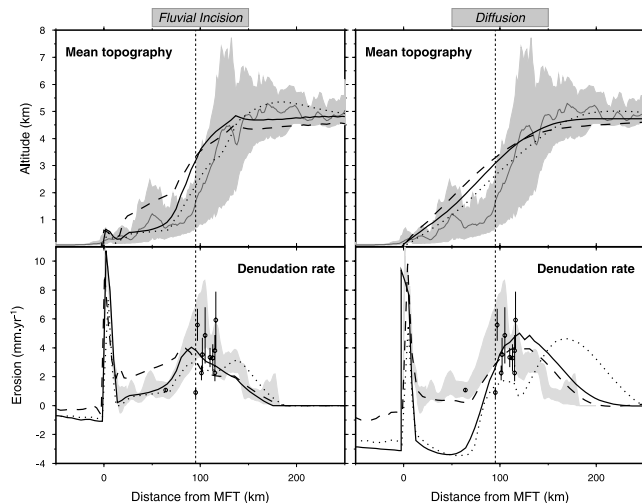 Fluvial Incision
Diffusion
8
7
6
5
4
3
2
1
Altitude (km)
Mean topography
Mean topography
10
8
6
4
2
0
-2
-4
Erosion (mm.yr-1)
Denudation rate
Denudation rate
0 100 200
0 100 200
Distance from MFT (km)
Distance from MFT (km)